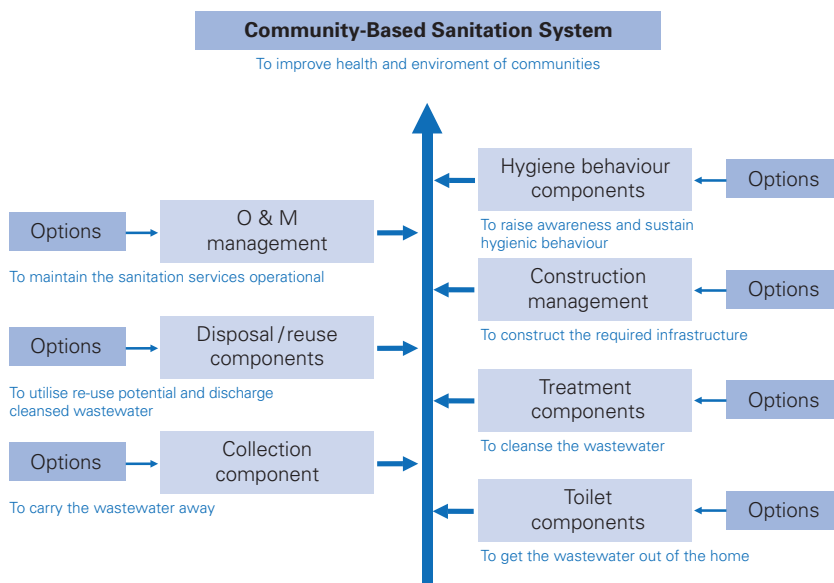 Community-Based Sanitation System
To improve health and enviroment of communities
Hygiene behaviour
components
Options
To raise awareness and sustain
hygienic behaviour
Options
O & M
management
To maintain the sanitation services operational
Construction
management
Options
To construct the required infrastructure
Options
Disposal/reuse
components
To utilise re-use potential and discharge
cleansed wastewater
Treatment
components
Options
To cleanse the wastewater
Options
Collection
component
To carry the wastewater away
Toilet
components
Options
To get the wastewater out of the home